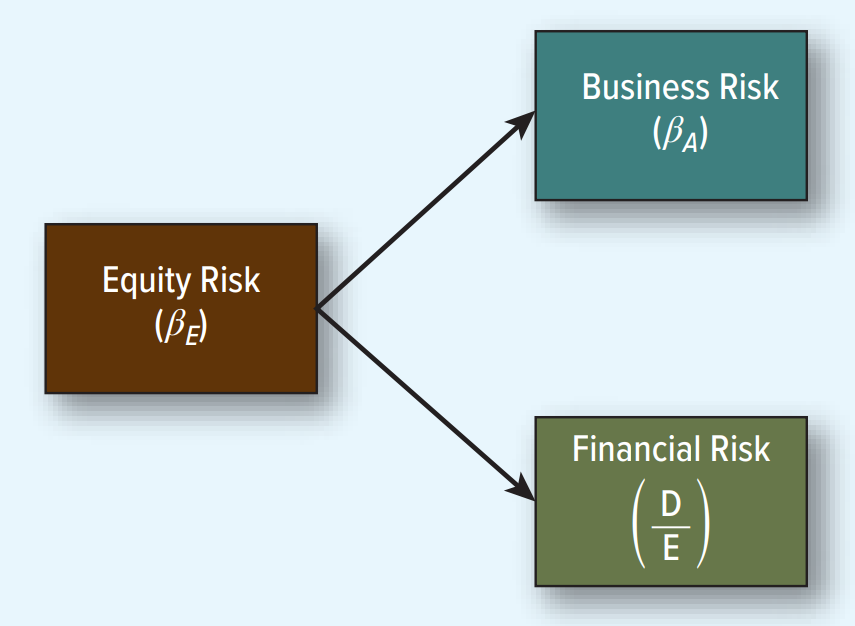 Business Risk
(βA)
Equity Risk
(βE)
Financial Risk
(D/E)